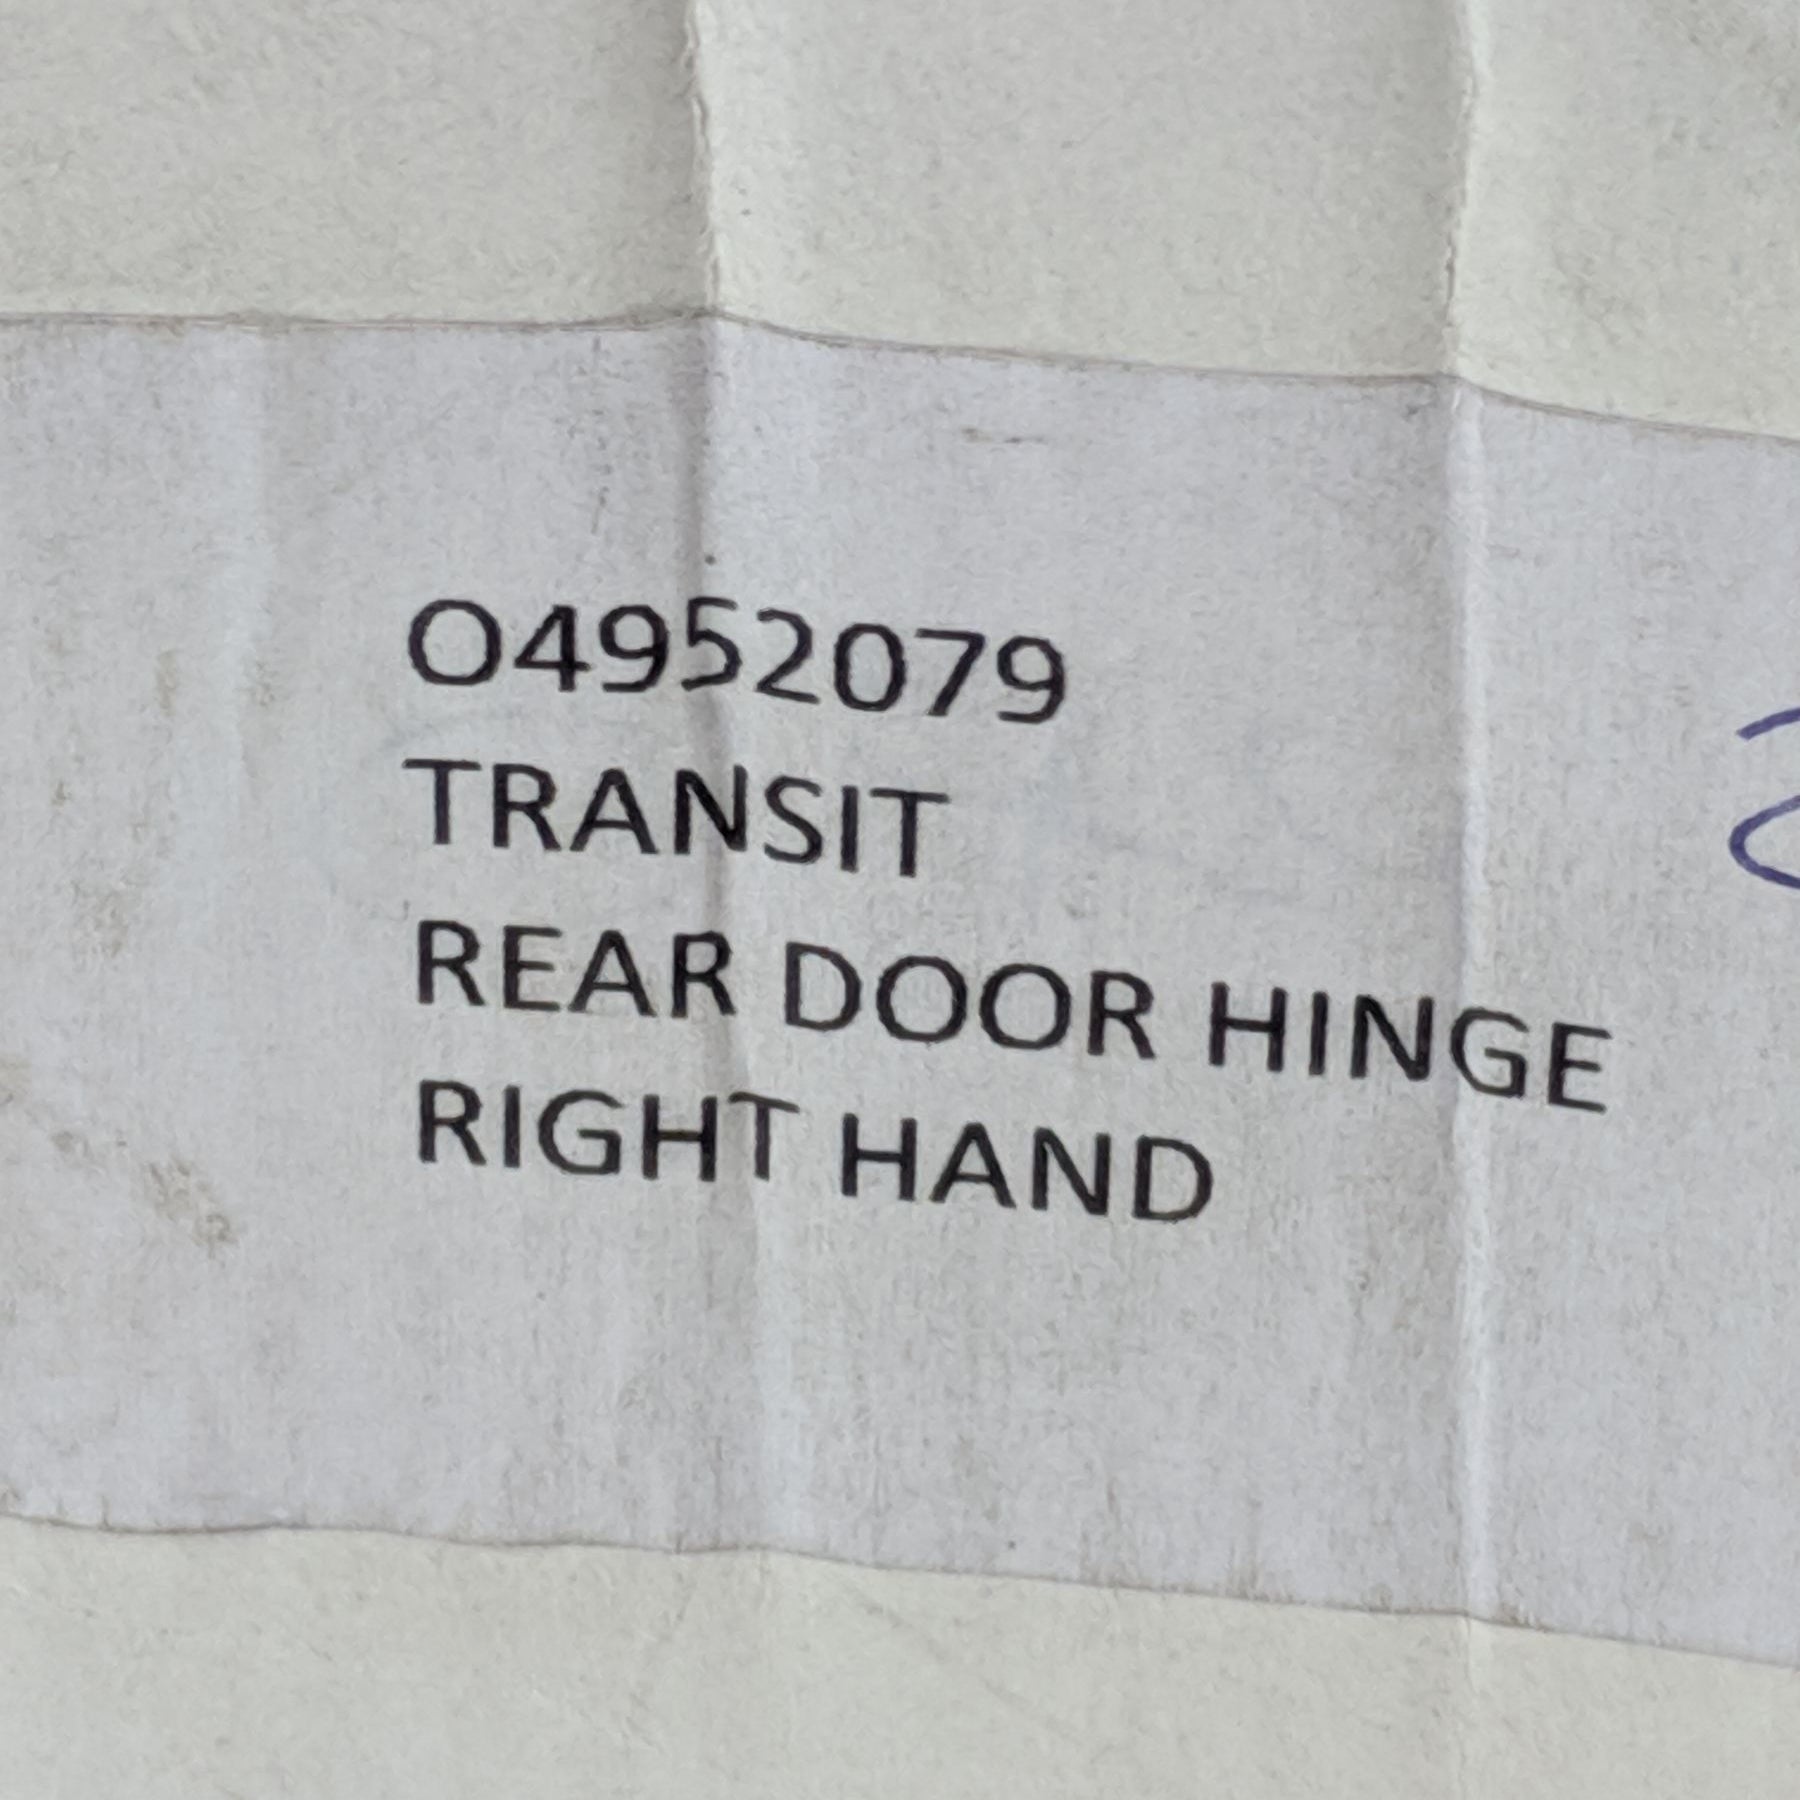 O4952079
TRANSIT
REAR DOOR HINGE
RIGHT HAND